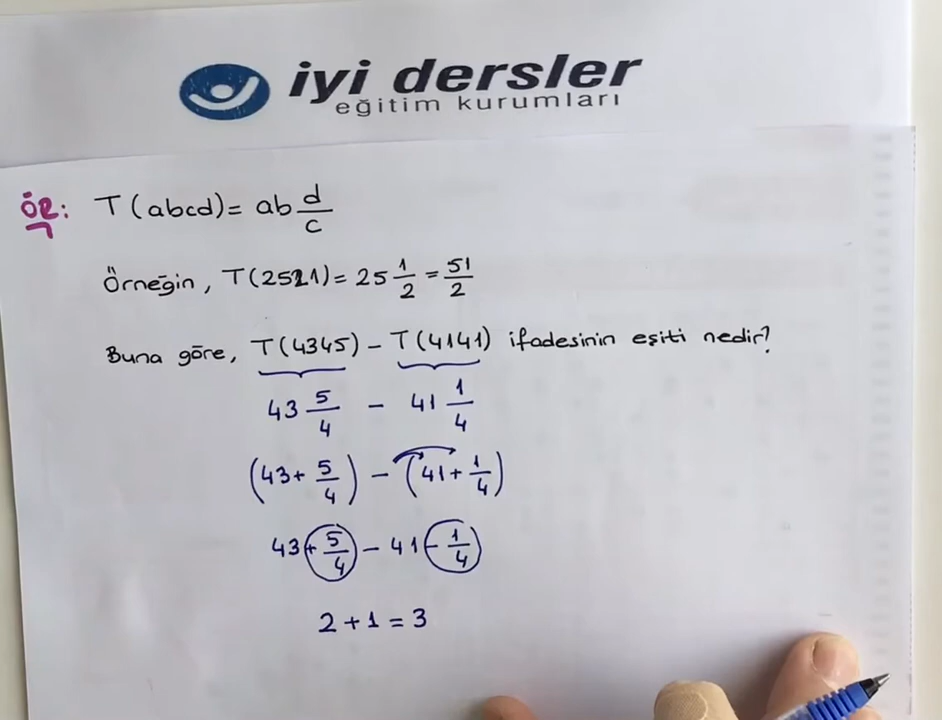 iyi dersler
eğitim kurumları
ÖR: T(abcd)= ab d/c
Örneğin, T(2521)= 25 1/2 = 51/2
Buna göre, T(4345) - T(4141) ifadesinin eşiti nedir?
43 5/4 - 41 1/4
(43+ 5/4) - (41+ 1/4)
43+ 5/4 - 41 - 1/4
2+1=3